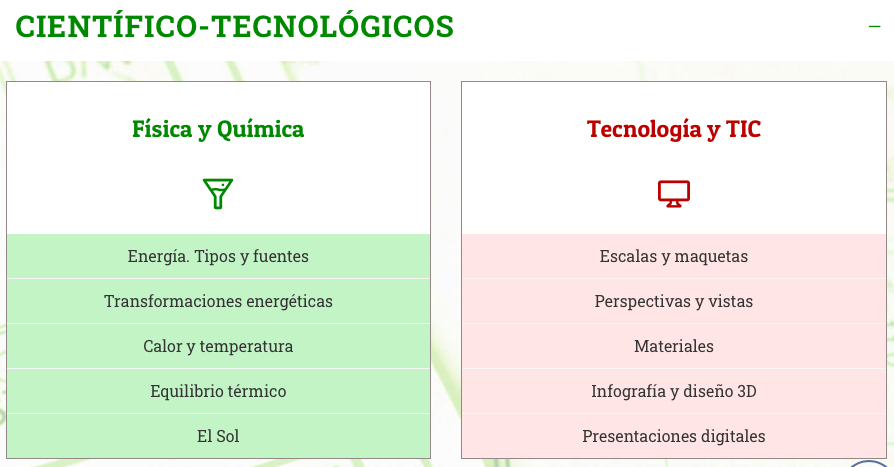 CIENTÍFICO-TECNOLÓGICOS
Física y Química
Energía. Tipos y fuentes
Transformaciones energéticas
Calor y temperatura
Equilibrio térmico
El Sol
Tecnología y TIC
Escalas y maquetas
Perspectivas y vistas
Materiales
Infografía y diseño 3D
Presentaciones digitales